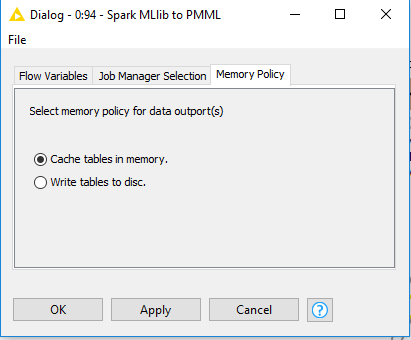 Dialog - 0:94 - Spark MLlib to PMML
File
Flow Variables Job Manager Selection Memory Policy
Select memory policy for data outport(s)
Cache tables in memory.
Write tables to disc.
OK Apply Cancel ?